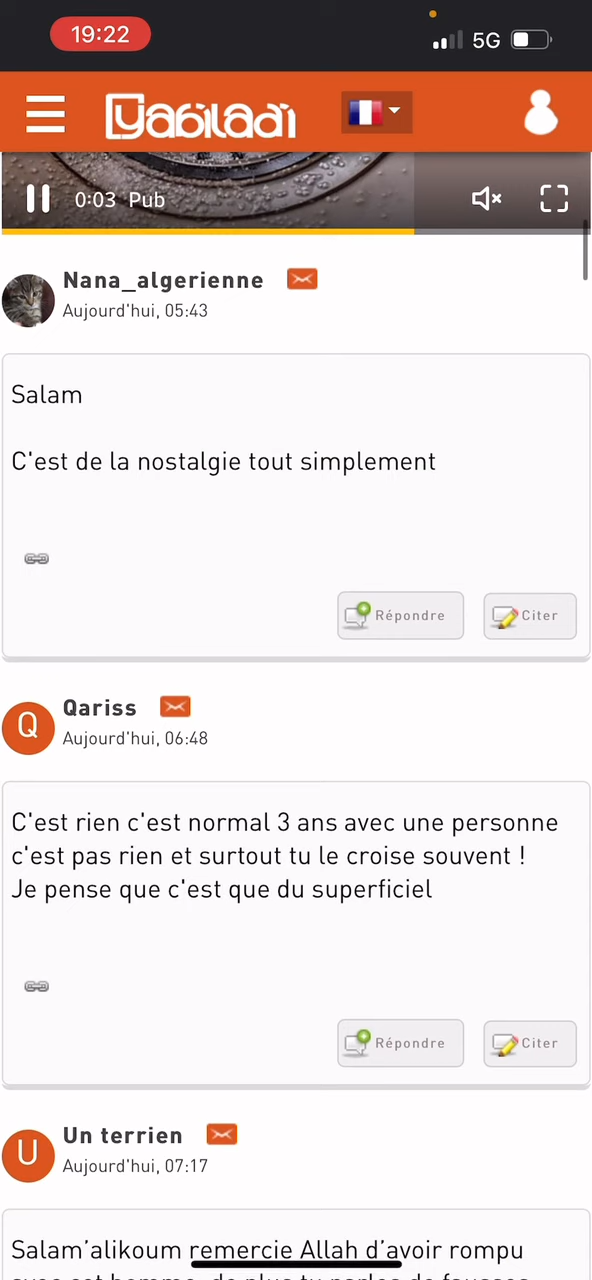 19:22
5G
Yabiladi
0:03 Pub
Nana_algerienne
Aujourd'hui, 05:43
Salam
C'est de la nostalgie tout simplement
Répondre
Citer
Q
Qariss
Aujourd'hui, 06:48
C'est rien c'est normal 3 ans avec une personne
c'est pas rien et surtout tu le croise souvent !
Je pense que c'est que du superficiel
Répondre
Citer
U
Un terrien
Aujourd'hui, 07:17
Salam’alikoum remercie Allah d’avoir rompu